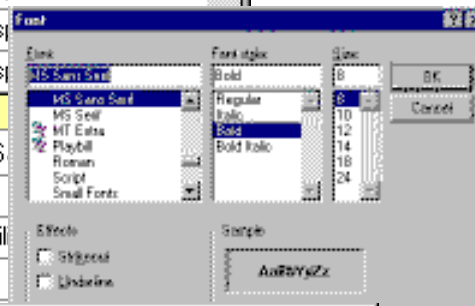 Font
Font: Font style: Size:
MS Sans Serif Bold 8 OK
MS Sans Serif Regular 8 Cancel
MS Serif Italic 10
MT Extra Bold 12
Playbill Bold Italic 14
Roman 18
Script 24
Small Fonts
Effects Sample
Strikeout
Underline
AaBbYyZz